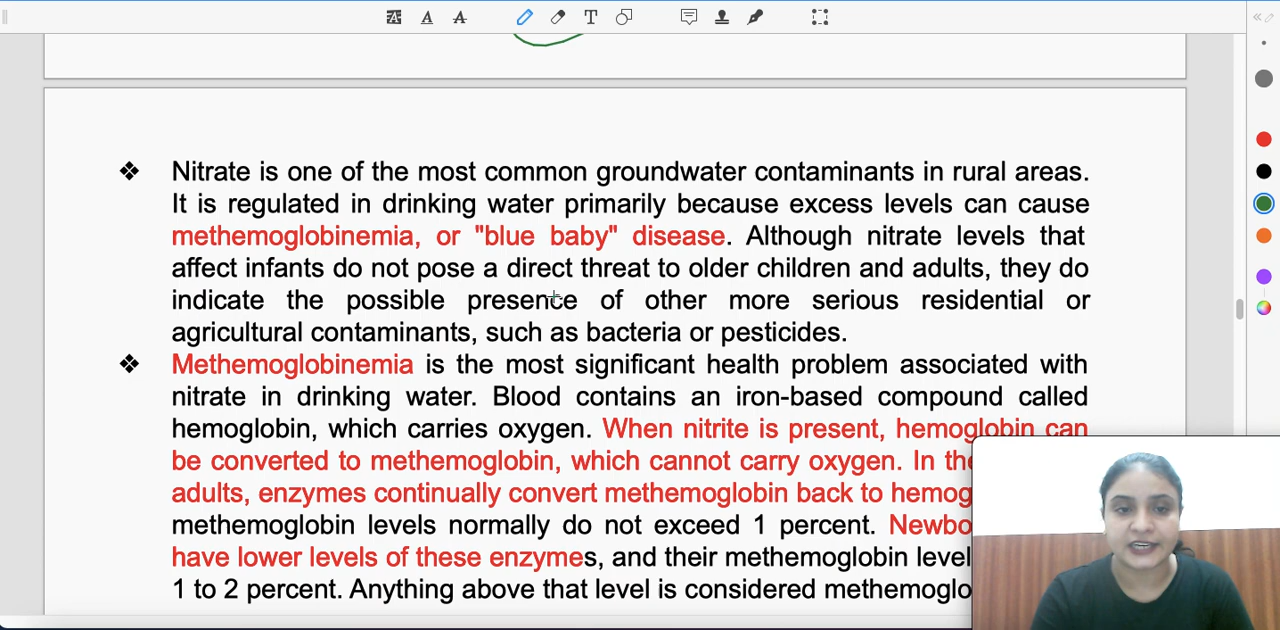 Nitrate is one of the most common groundwater contaminants in rural areas.
It is regulated in drinking water primarily because excess levels can cause
methemoglobinemia, or "blue baby" disease. Although nitrate levels that
affect infants do not pose a direct threat to older children and adults, they do
indicate the possible presence of other more serious residential or
agricultural contaminants, such as bacteria or pesticides.
Methemoglobinemia is the most significant health problem associated with
nitrate in drinking water. Blood contains an iron-based compound called
hemoglobin, which carries oxygen. When nitrite is present, hemoglobin can
be converted to methemoglobin, which cannot carry oxygen. In
adults, enzymes continually convert methemoglobin back to
methemoglobin levels normally do not exceed 1 percent.
have lower levels of these enzymes, and their methemoglobin level
1 to 2 percent. Anything above that level is considered